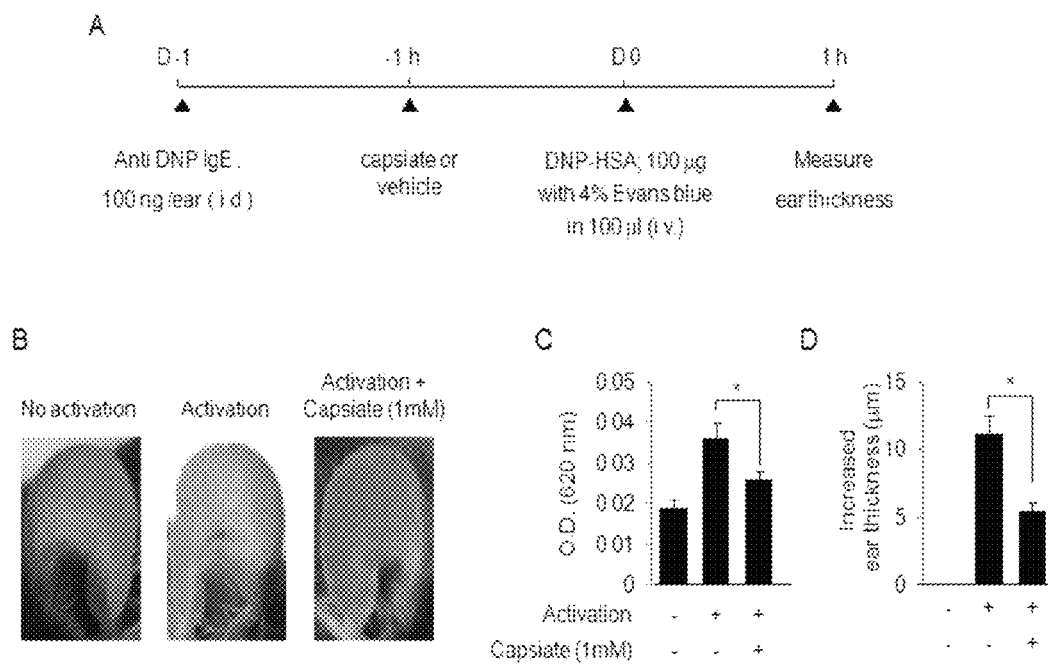 A
D -1 -1 h D 0 1 h
Anti DNP IgE .
100 ng /ear ( i d )
capsiate or
vehicle
DNP-HSA; 100 µg
with 4% Evans blue
in 100 µl (i.v.)
Measure
ear thickness
B
No activation
Activation
Activation +
Capsiate (1mM)
C
O.D. (620 nm)
0.05
0.04
0.03
0.02
0.01
0
*
Activation - + +
Capsiate (1mM) - - +
D
Increased
ear thickness (µm)
15
10
5
0
*
- + +
- - +